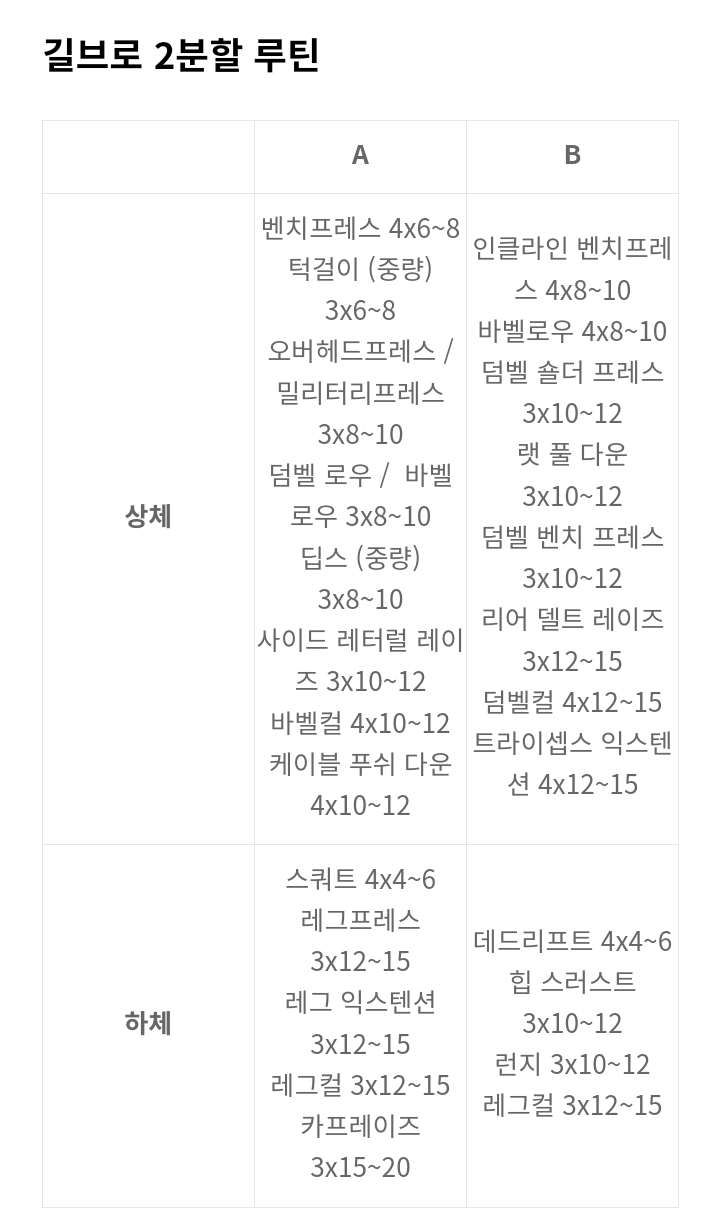 길브로 2분할 루틴
A
B
상체
벤치프레스 4x6~8
턱걸이 (중량)
3x6~8
오버헤드프레스 /
밀리터리프레스
3x8~10
덤벨 로우 /  바벨
로우 3x8~10
딥스 (중량)
3x8~10
사이드 레터럴 레이
즈 3x10~12
바벨컬 4x10~12
케이블 푸쉬 다운
4x10~12
인클라인 벤치프레
스 4x8~10
바벨로우 4x8~10
덤벨 숄더 프레스
3x10~12
랫 풀 다운
3x10~12
덤벨 벤치 프레스
3x10~12
리어 델트 레이즈
3x12~15
덤벨컬 4x12~15
트라이셉스 익스텐
션 4x12~15
하체
스쿼트 4x4~6
레그프레스
3x12~15
레그 익스텐션
3x12~15
레그컬 3x12~15
카프레이즈
3x15~20
데드리프트 4x4~6
힙 스러스트
3x10~12
런지 3x10~12
레그컬 3x12~15